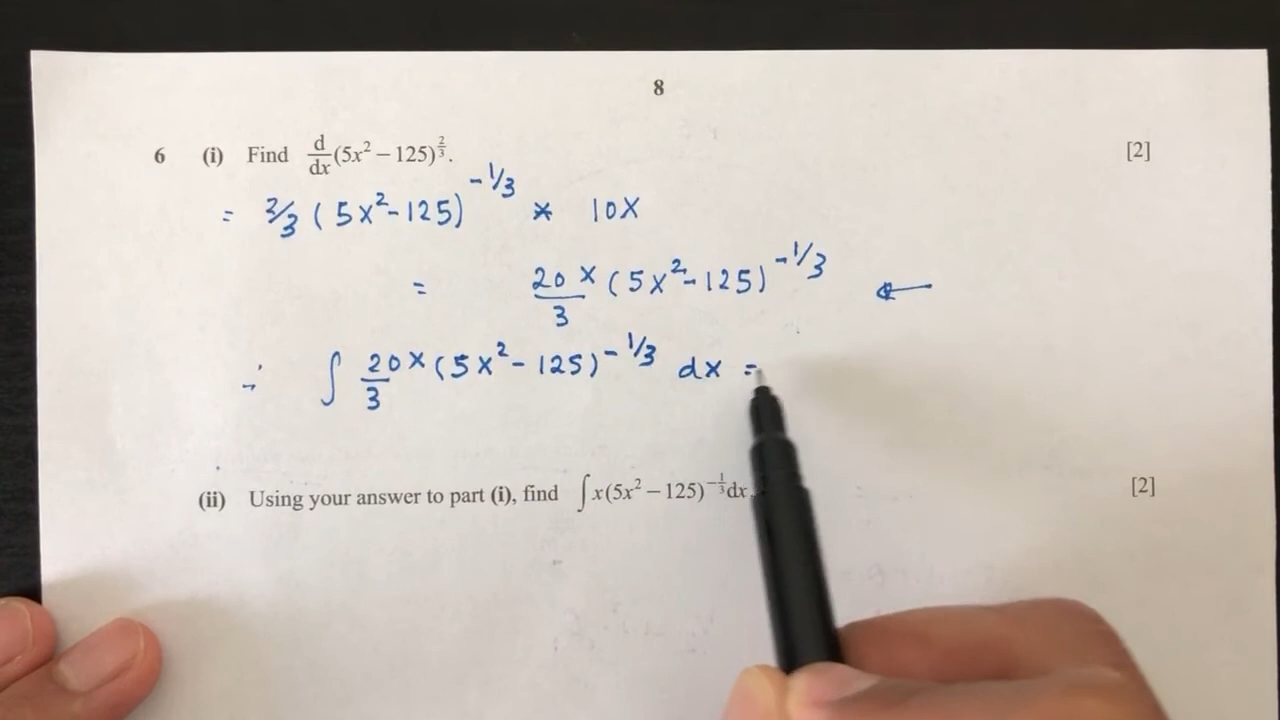 8
6 (i) Find d/dx (5x² − 125)^(2/3). [2]
= 2/3 (5x²-125)^(-1/3) * 10x
= 20/3 x (5x²-125)^(-1/3) ←
∴ ∫ 20/3 x (5x²-125)^(-1/3) dx =
(ii) Using your answer to part (i), find ∫ x(5x² − 125)^(−1/3) dx [2]